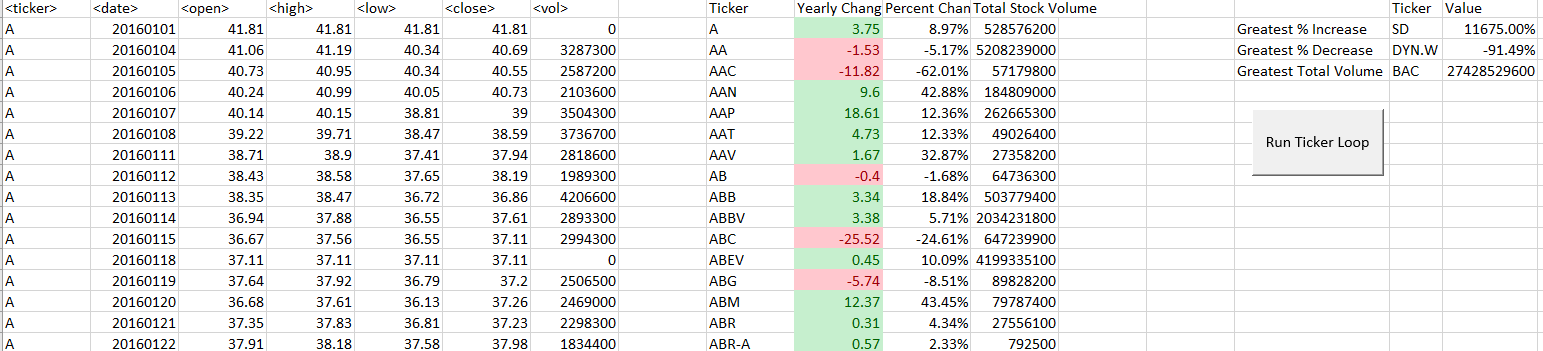 <ticker> <date> <open> <high> <low> <close> <vol> Ticker Yearly Chang Percent Chan Total Stock Volume Ticker Value
A 20160101 41.81 41.81 41.81 41.81 0 A 3.75 8.97% 528576200 Greatest % Increase SD 11675.00%
A 20160104 41.06 41.19 40.34 40.69 3287300 AA -1.53 -5.17% 5208239000 Greatest % Decrease DYN.W -91.49%
A 20160105 40.73 40.95 40.34 40.55 2587200 AAC -11.82 -62.01% 57179800 Greatest Total Volume BAC 27428529600
A 20160106 40.24 40.99 40.05 40.73 2103600 AAN 9.6 42.88% 184809000
A 20160107 40.14 40.15 38.81 39 3504300 AAP 18.61 12.36% 262665300
A 20160108 39.22 39.71 38.47 38.59 3736700 AAT 4.73 12.33% 49026400
A 20160111 38.71 38.9 37.41 37.94 2818600 AAV 1.67 32.87% 27358200 Run Ticker Loop
A 20160112 38.43 38.58 37.65 38.19 1989300 AB -0.4 -1.68% 64736300
A 20160113 38.35 38.47 36.72 36.86 4206600 ABB 3.34 18.84% 503779400
A 20160114 36.94 37.88 36.55 37.61 2893300 ABBV 3.38 5.71% 2034231800
A 20160115 36.67 37.56 36.55 37.11 2994300 ABC -25.52 -24.61% 647239900
A 20160118 37.11 37.11 37.11 37.11 0 ABEV 0.45 10.09% 4199335100
A 20160119 37.64 37.92 36.79 37.2 2506500 ABG -5.74 -8.51% 89828200
A 20160120 36.68 37.61 36.13 37.26 2469000 ABM 12.37 43.45% 79787400
A 20160121 37.35 37.83 36.81 37.23 2298300 ABR 0.31 4.34% 27556100
A 20160122 37.91 38.18 37.58 37.98 1834400 ABR-A 0.57 2.33% 792500